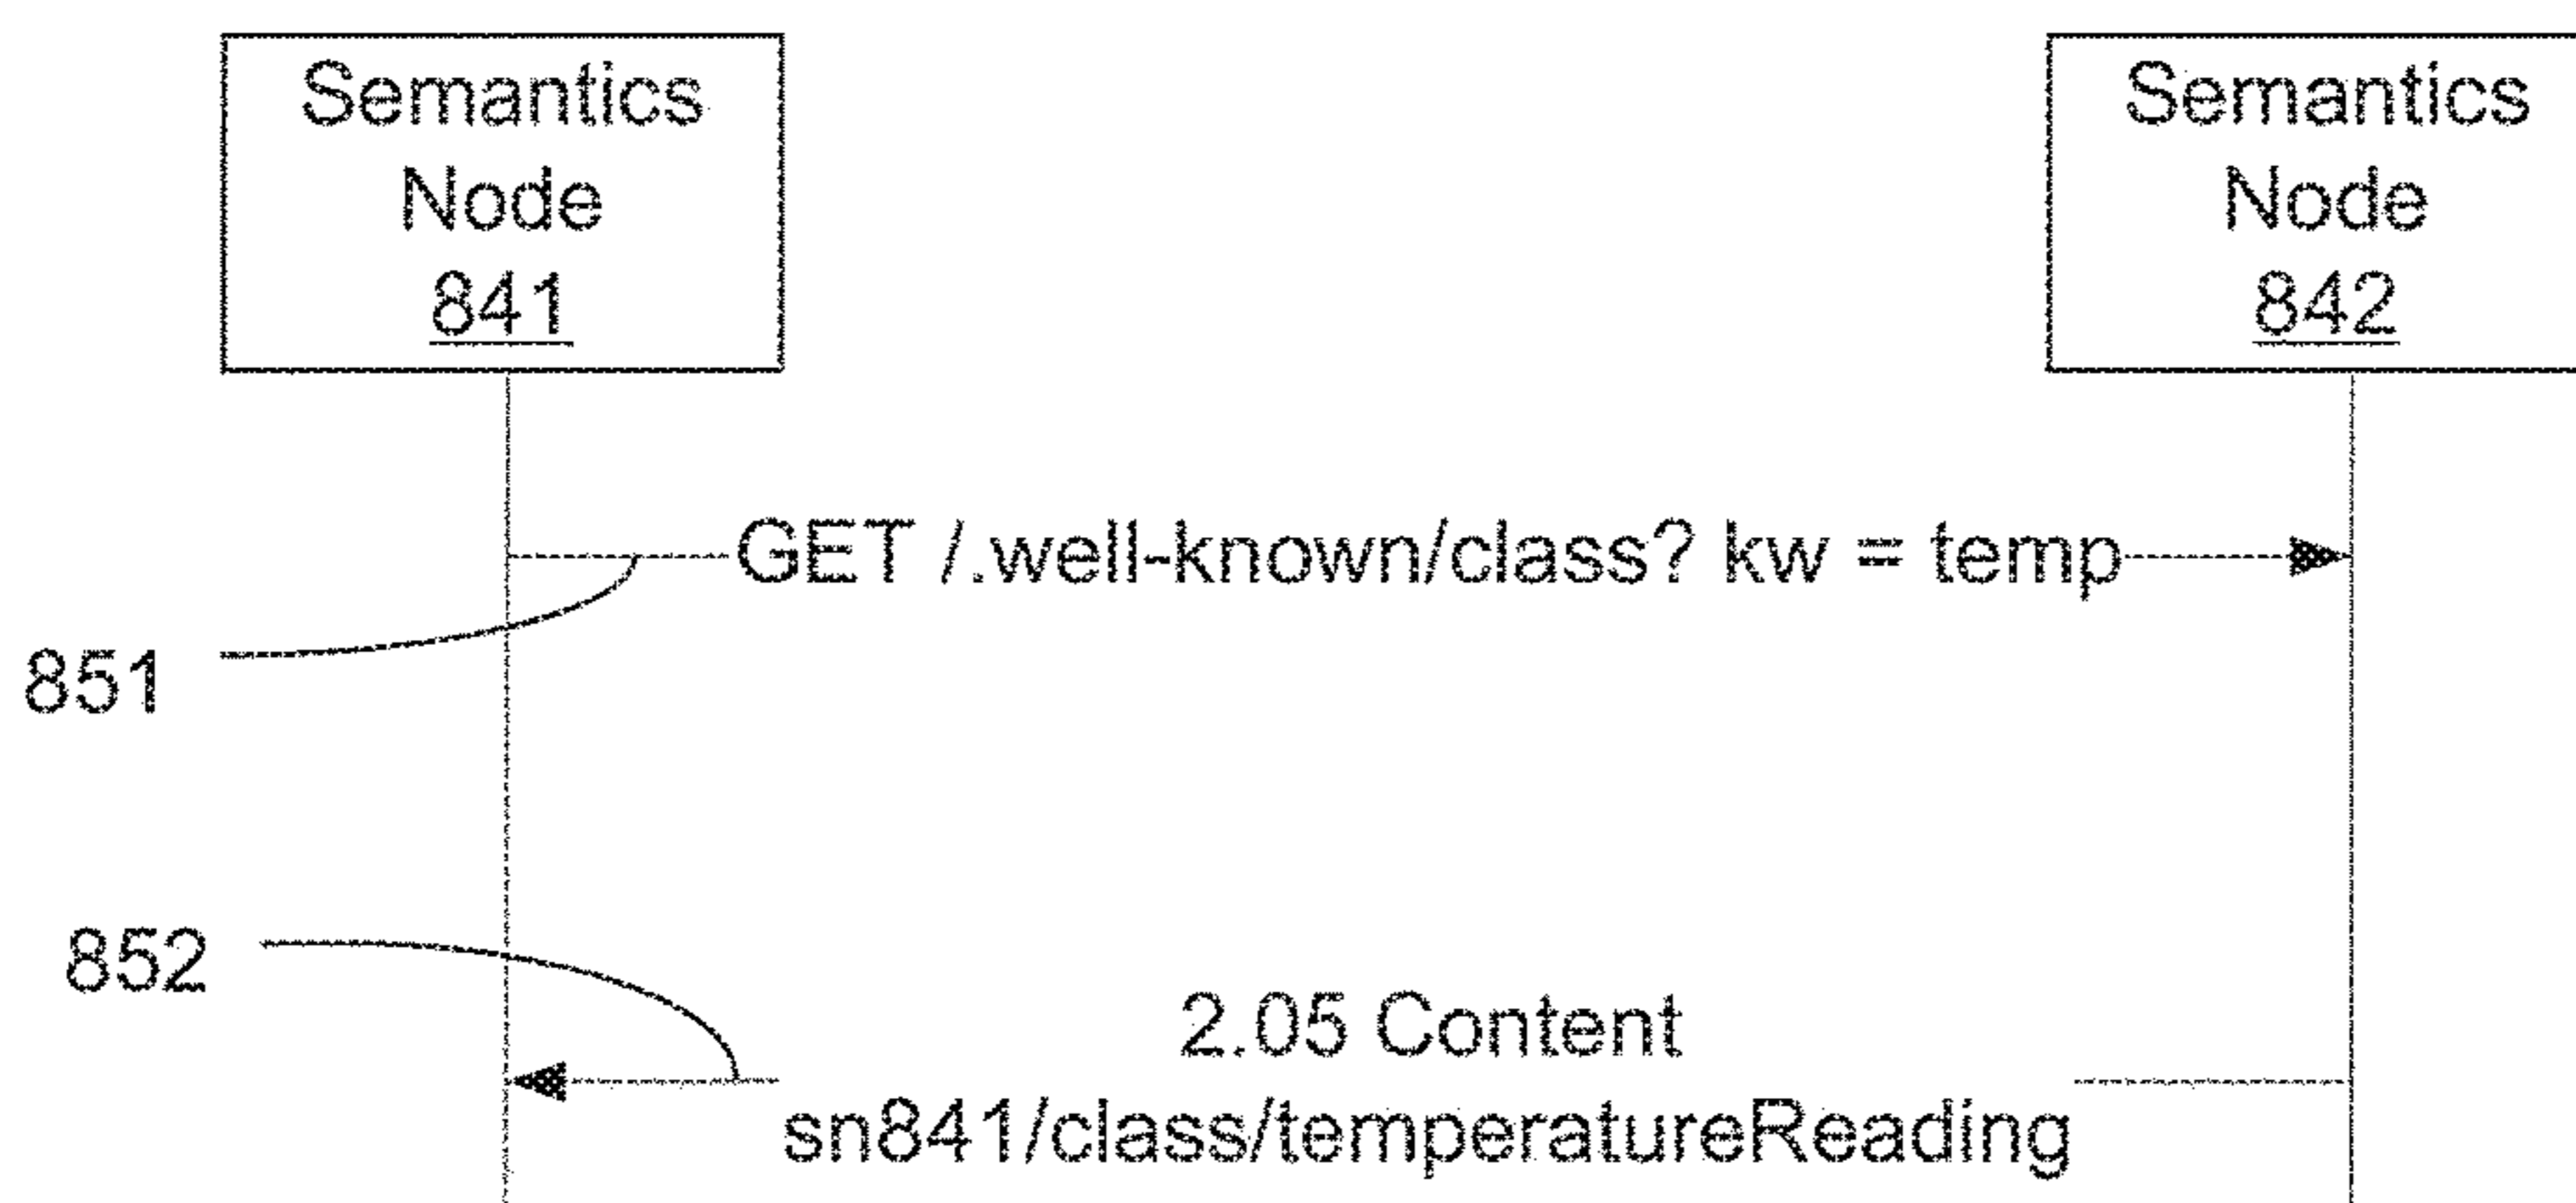 Semantics
Node
841
Semantics
Node
842
GET /.well-known/class? kw = temp
851
852
2.05 Content
sn841/class/temperatureReading